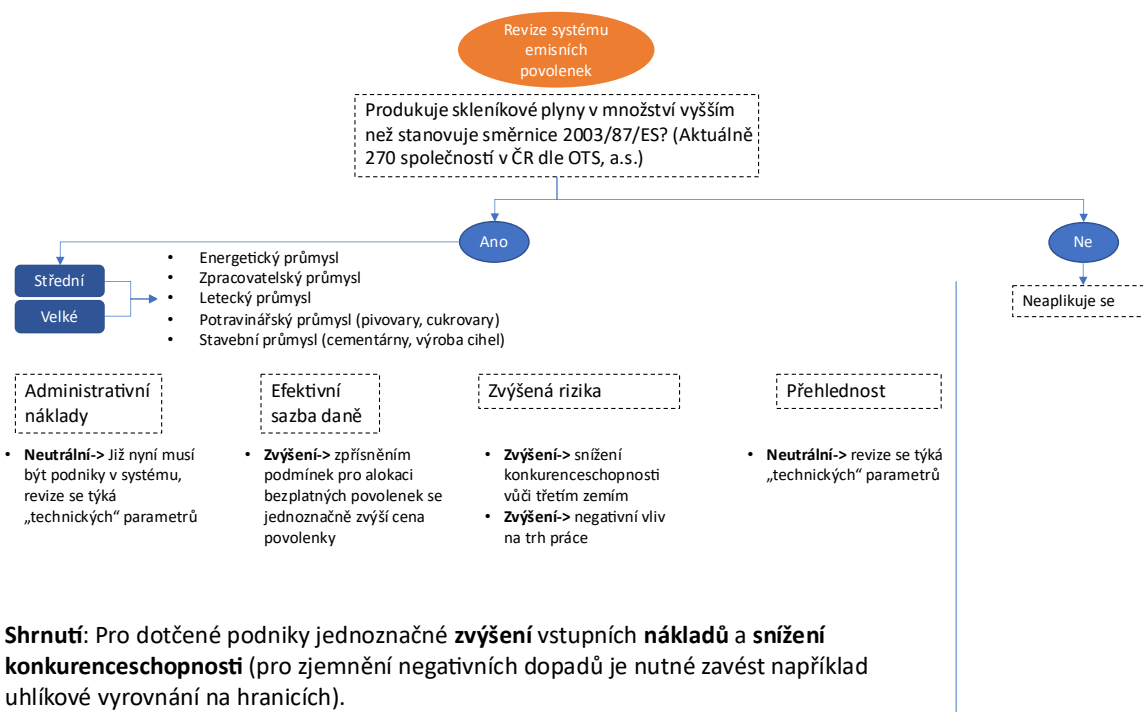 Revize systému
emisních
povolenek
Produkuje skleníkové plyny v množství vyšším
než stanovuje směrnice 2003/87/ES? (Aktuálně
270 společností v ČR dle OTS, a.s.)
Ano
Ne
Střední
Velké
• Energetický průmysl
• Zpracovatelský průmysl
• Letecký průmysl
• Potravinářský průmysl (pivovary, cukrovary)
• Stavební průmysl (cementárny, výroba cihel)
Neaplikuje se
Administrativní
náklady
• Neutrální-> Již nyní musí
být podniky v systému,
revize se týká
„technických“ parametrů
Efektivní
sazba daně
• Zvýšení-> zpřísněním
podmínek pro alokaci
bezplatných povolenek se
jednoznačně zvýší cena
povolenky
Zvýšená rizika
• Zvýšení-> snížení
konkurenceschopnosti
vůči třetím zemím
• Zvýšení-> negativní vliv
na trh práce
Přehlednost
• Neutrální-> revize se týká
„technických“ parametrů
Shrnutí: Pro dotčené podniky jednoznačné zvýšení vstupních nákladů a snížení
konkurenceschopnosti (pro zjemnění negativních dopadů je nutné zavést například
uhlíkové vyrovnání na hranicích).